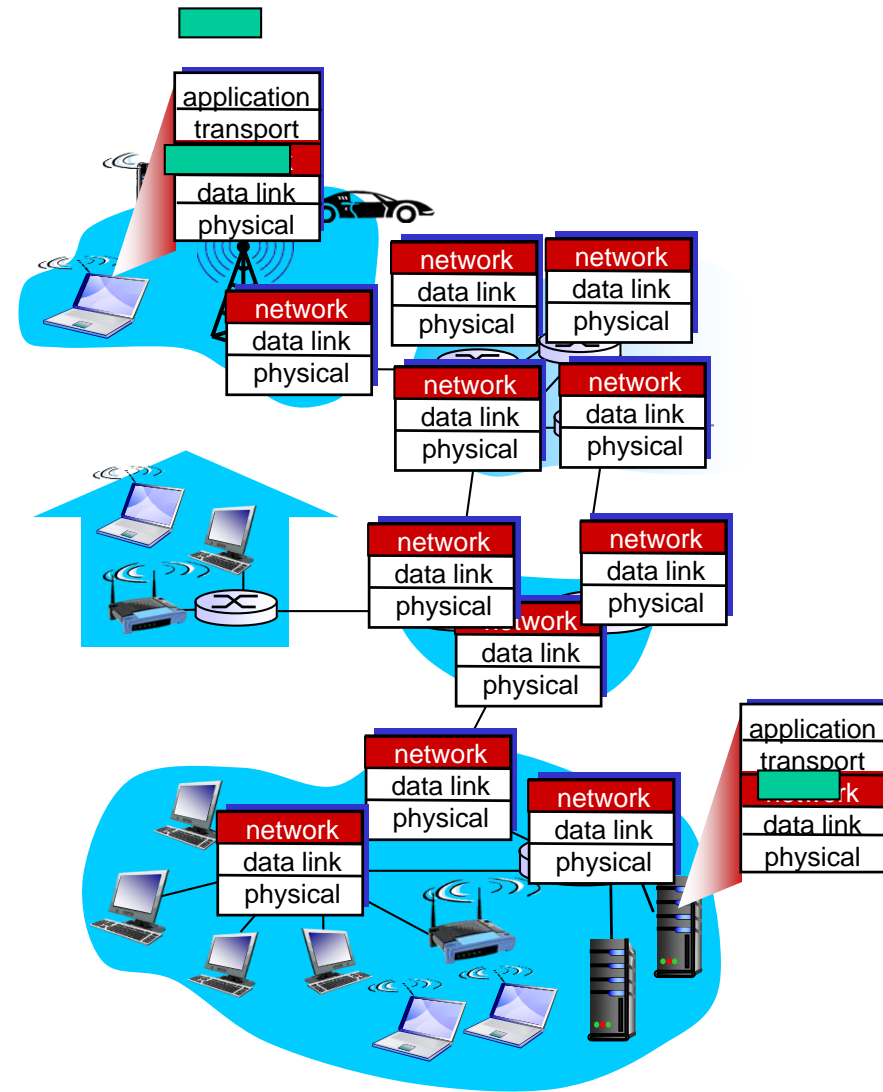 application
transport
data link
physical
network
data link
physical
network
data link
physical
network
data link
physical
network
data link
physical
network
data link
physical
network
data link
physical
network
data link
physical
network
data link
physical
network
data link
physical
network
data link
physical
network
data link
physical
application
transport
network
data link
physical